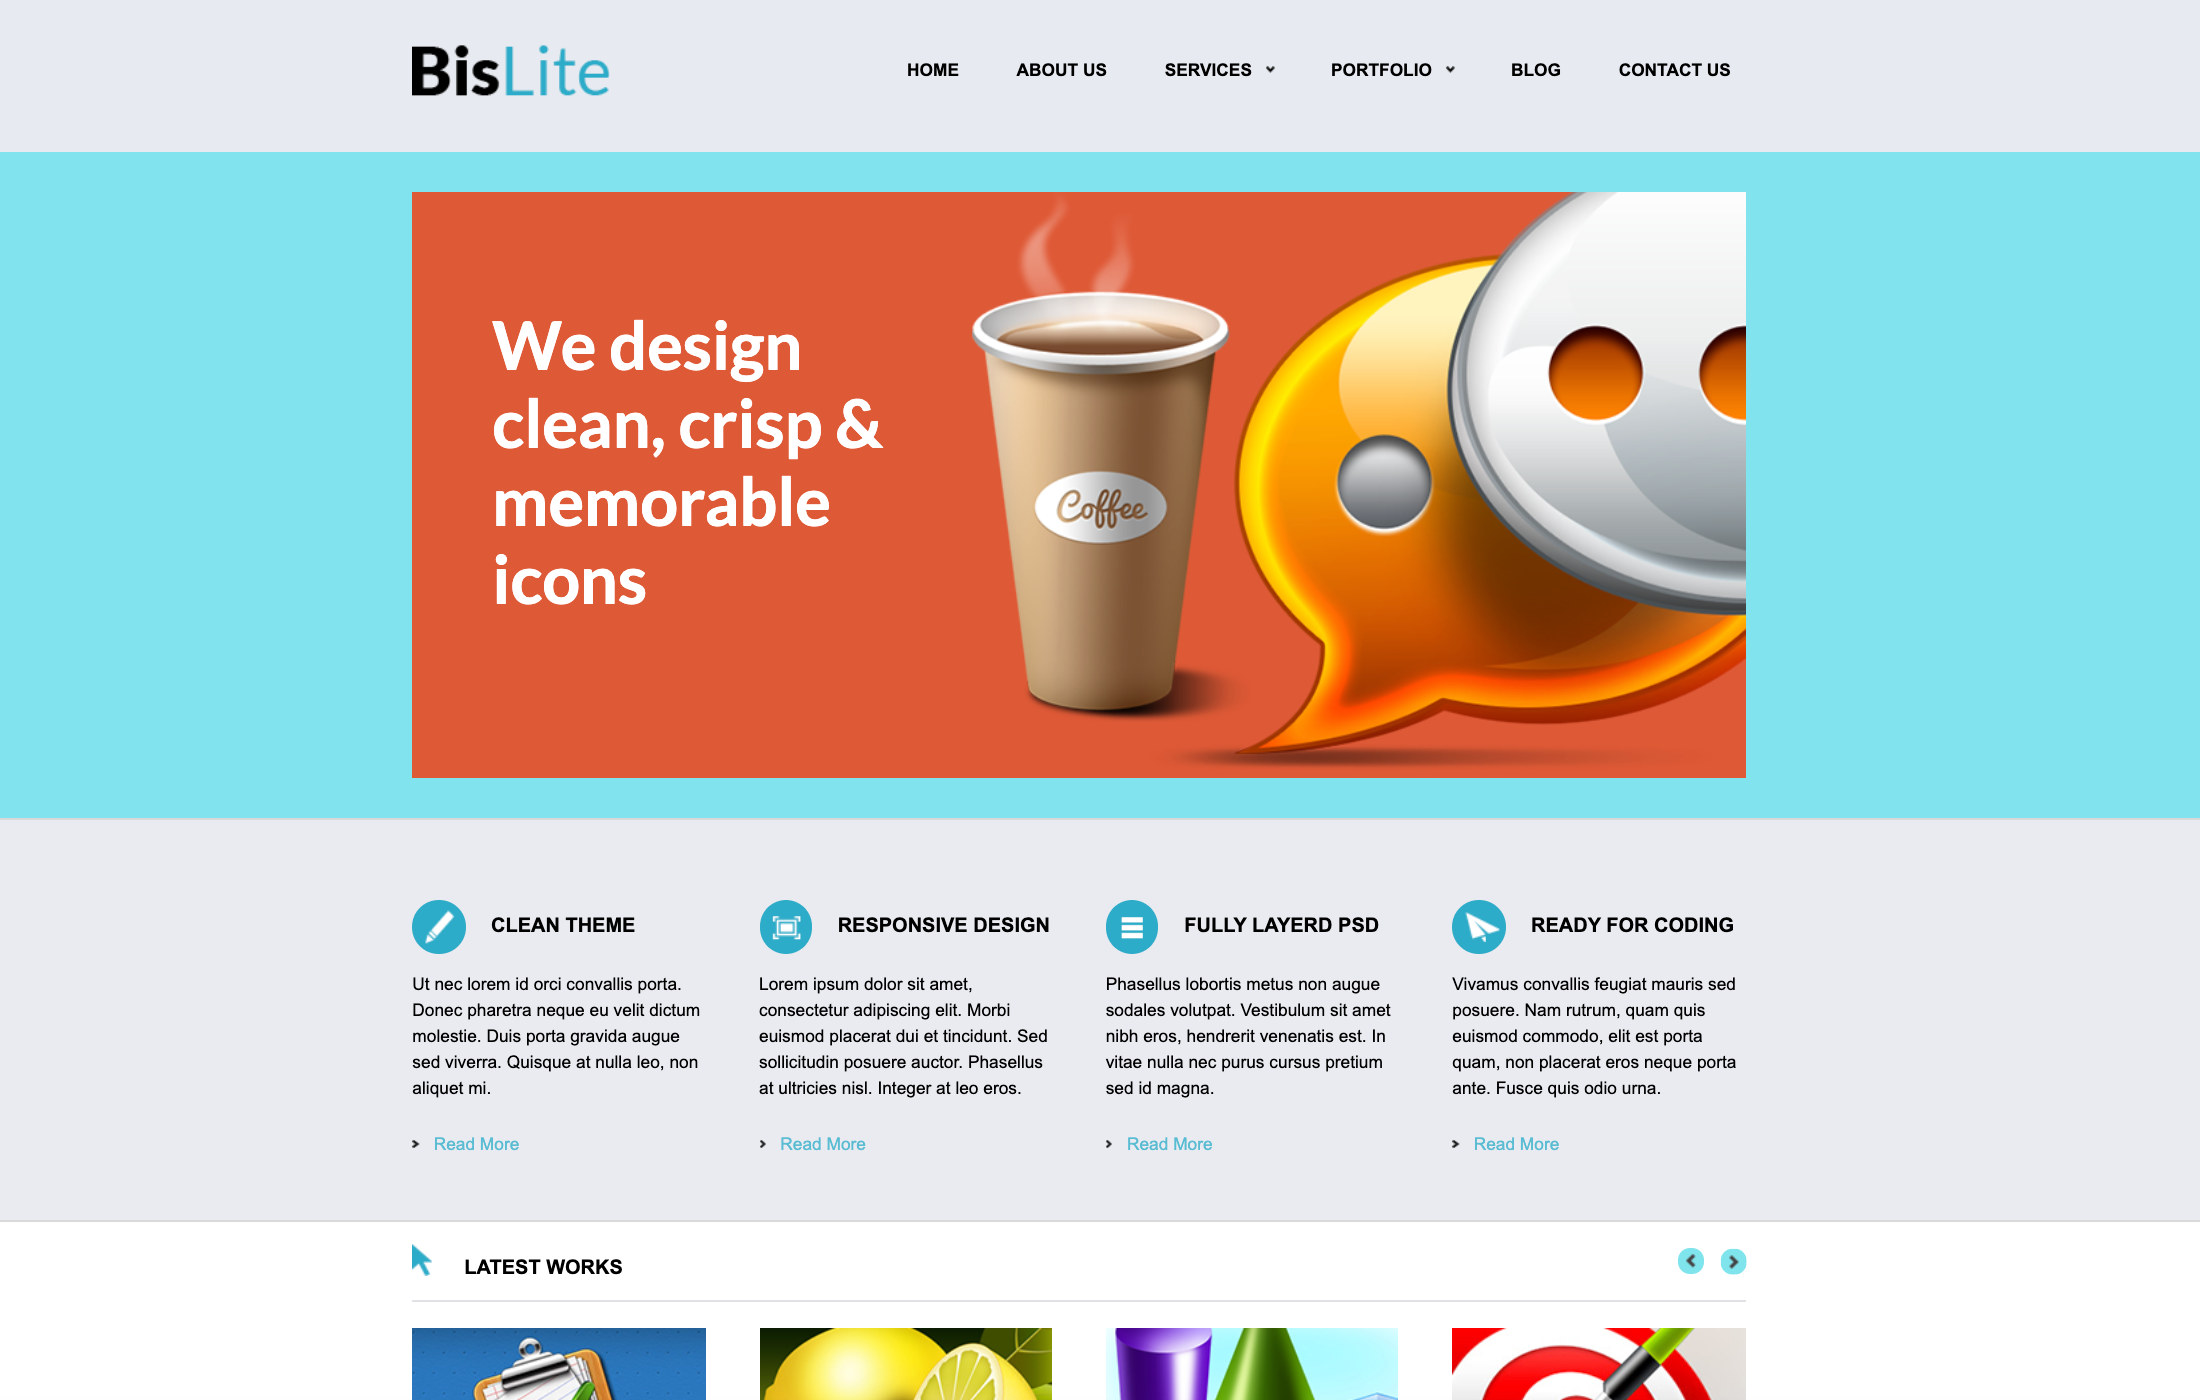 BisLite
HOME ABOUT US SERVICES PORTFOLIO BLOG CONTACT US
We design
clean, crisp &
memorable
icons
Coffee
CLEAN THEME
Ut nec lorem id orci convallis porta.
Donec pharetra neque eu velit dictum
molestie. Duis porta gravida augue
sed viverra. Quisque at nulla leo, non
aliquet mi.
Read More
RESPONSIVE DESIGN
Lorem ipsum dolor sit amet,
consectetur adipiscing elit. Morbi
euismod placerat dui et tincidunt. Sed
sollicitudin posuere auctor. Phasellus
at ultricies nisl. Integer at leo eros.
Read More
FULLY LAYERD PSD
Phasellus lobortis metus non augue
sodales volutpat. Vestibulum sit amet
nibh eros, hendrerit venenatis est. In
vitae nulla nec purus cursus pretium
sed id magna.
Read More
READY FOR CODING
Vivamus convallis feugiat mauris sed
posuere. Nam rutrum, quam quis
euismod commodo, elit est porta
quam, non placerat eros neque porta
ante. Fusce quis odio urna.
Read More
LATEST WORKS